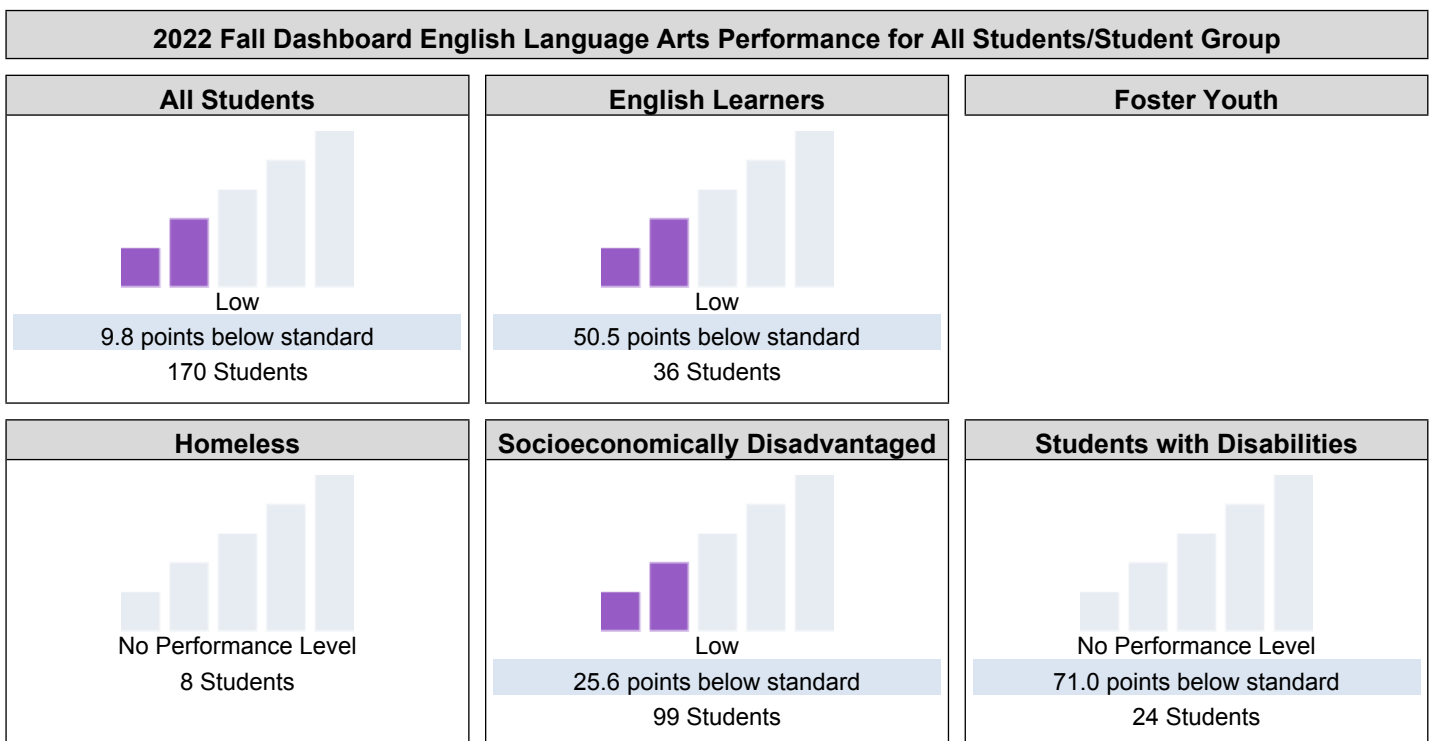 2022 Fall Dashboard English Language Arts Performance for All Students/Student Group
All Students
Low
9.8 points below standard
170 Students
English Learners
Low
50.5 points below standard
36 Students
Foster Youth
Homeless
No Performance Level
8 Students
Socioeconomically Disadvantaged
Low
25.6 points below standard
99 Students
Students with Disabilities
No Performance Level
71.0 points below standard
24 Students